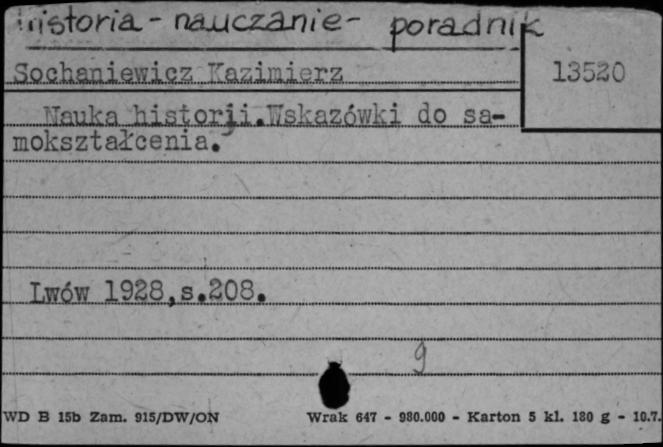 historia - nauczanie - poradnik
Sochaniewicz Kazimierz
13520
Nauka historji. Wskazówki do sa-
mokształcenia.
Lwów 1928, s. 208.
9
WD B 15b Zam. 915/DW/ON
Wrak 647 - 980.000 - Karton 5 kl. 180 g - 10.7.